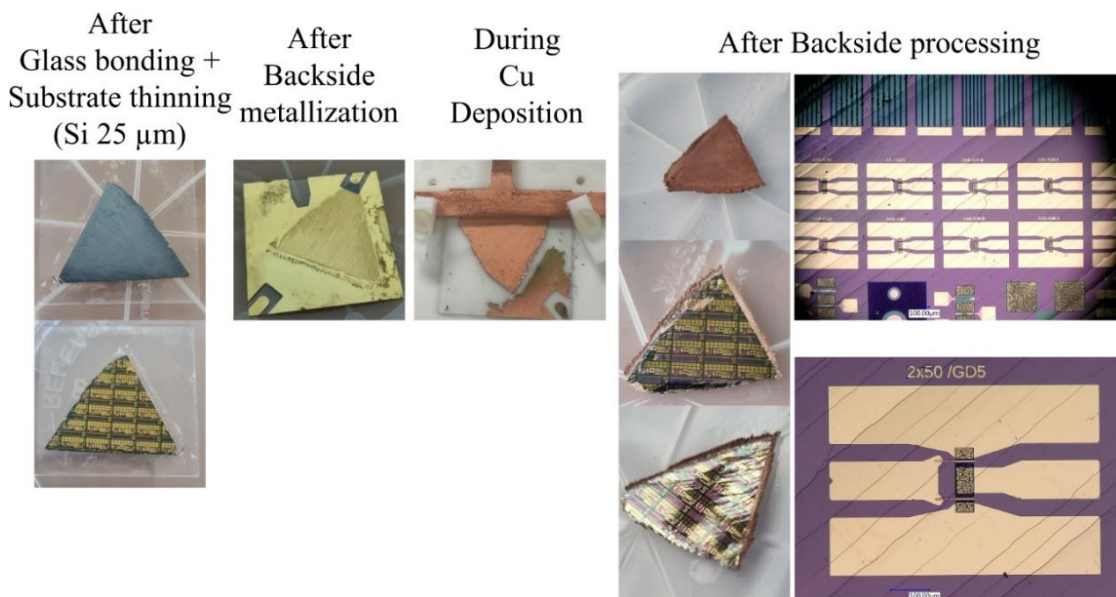 After
Glass bonding +
Substrate thinning
(Si 25 µm)
After
Backside
metallization
During
Cu
Deposition
After Backside processing
100.00µm
2x50 /GD5
100.00µm